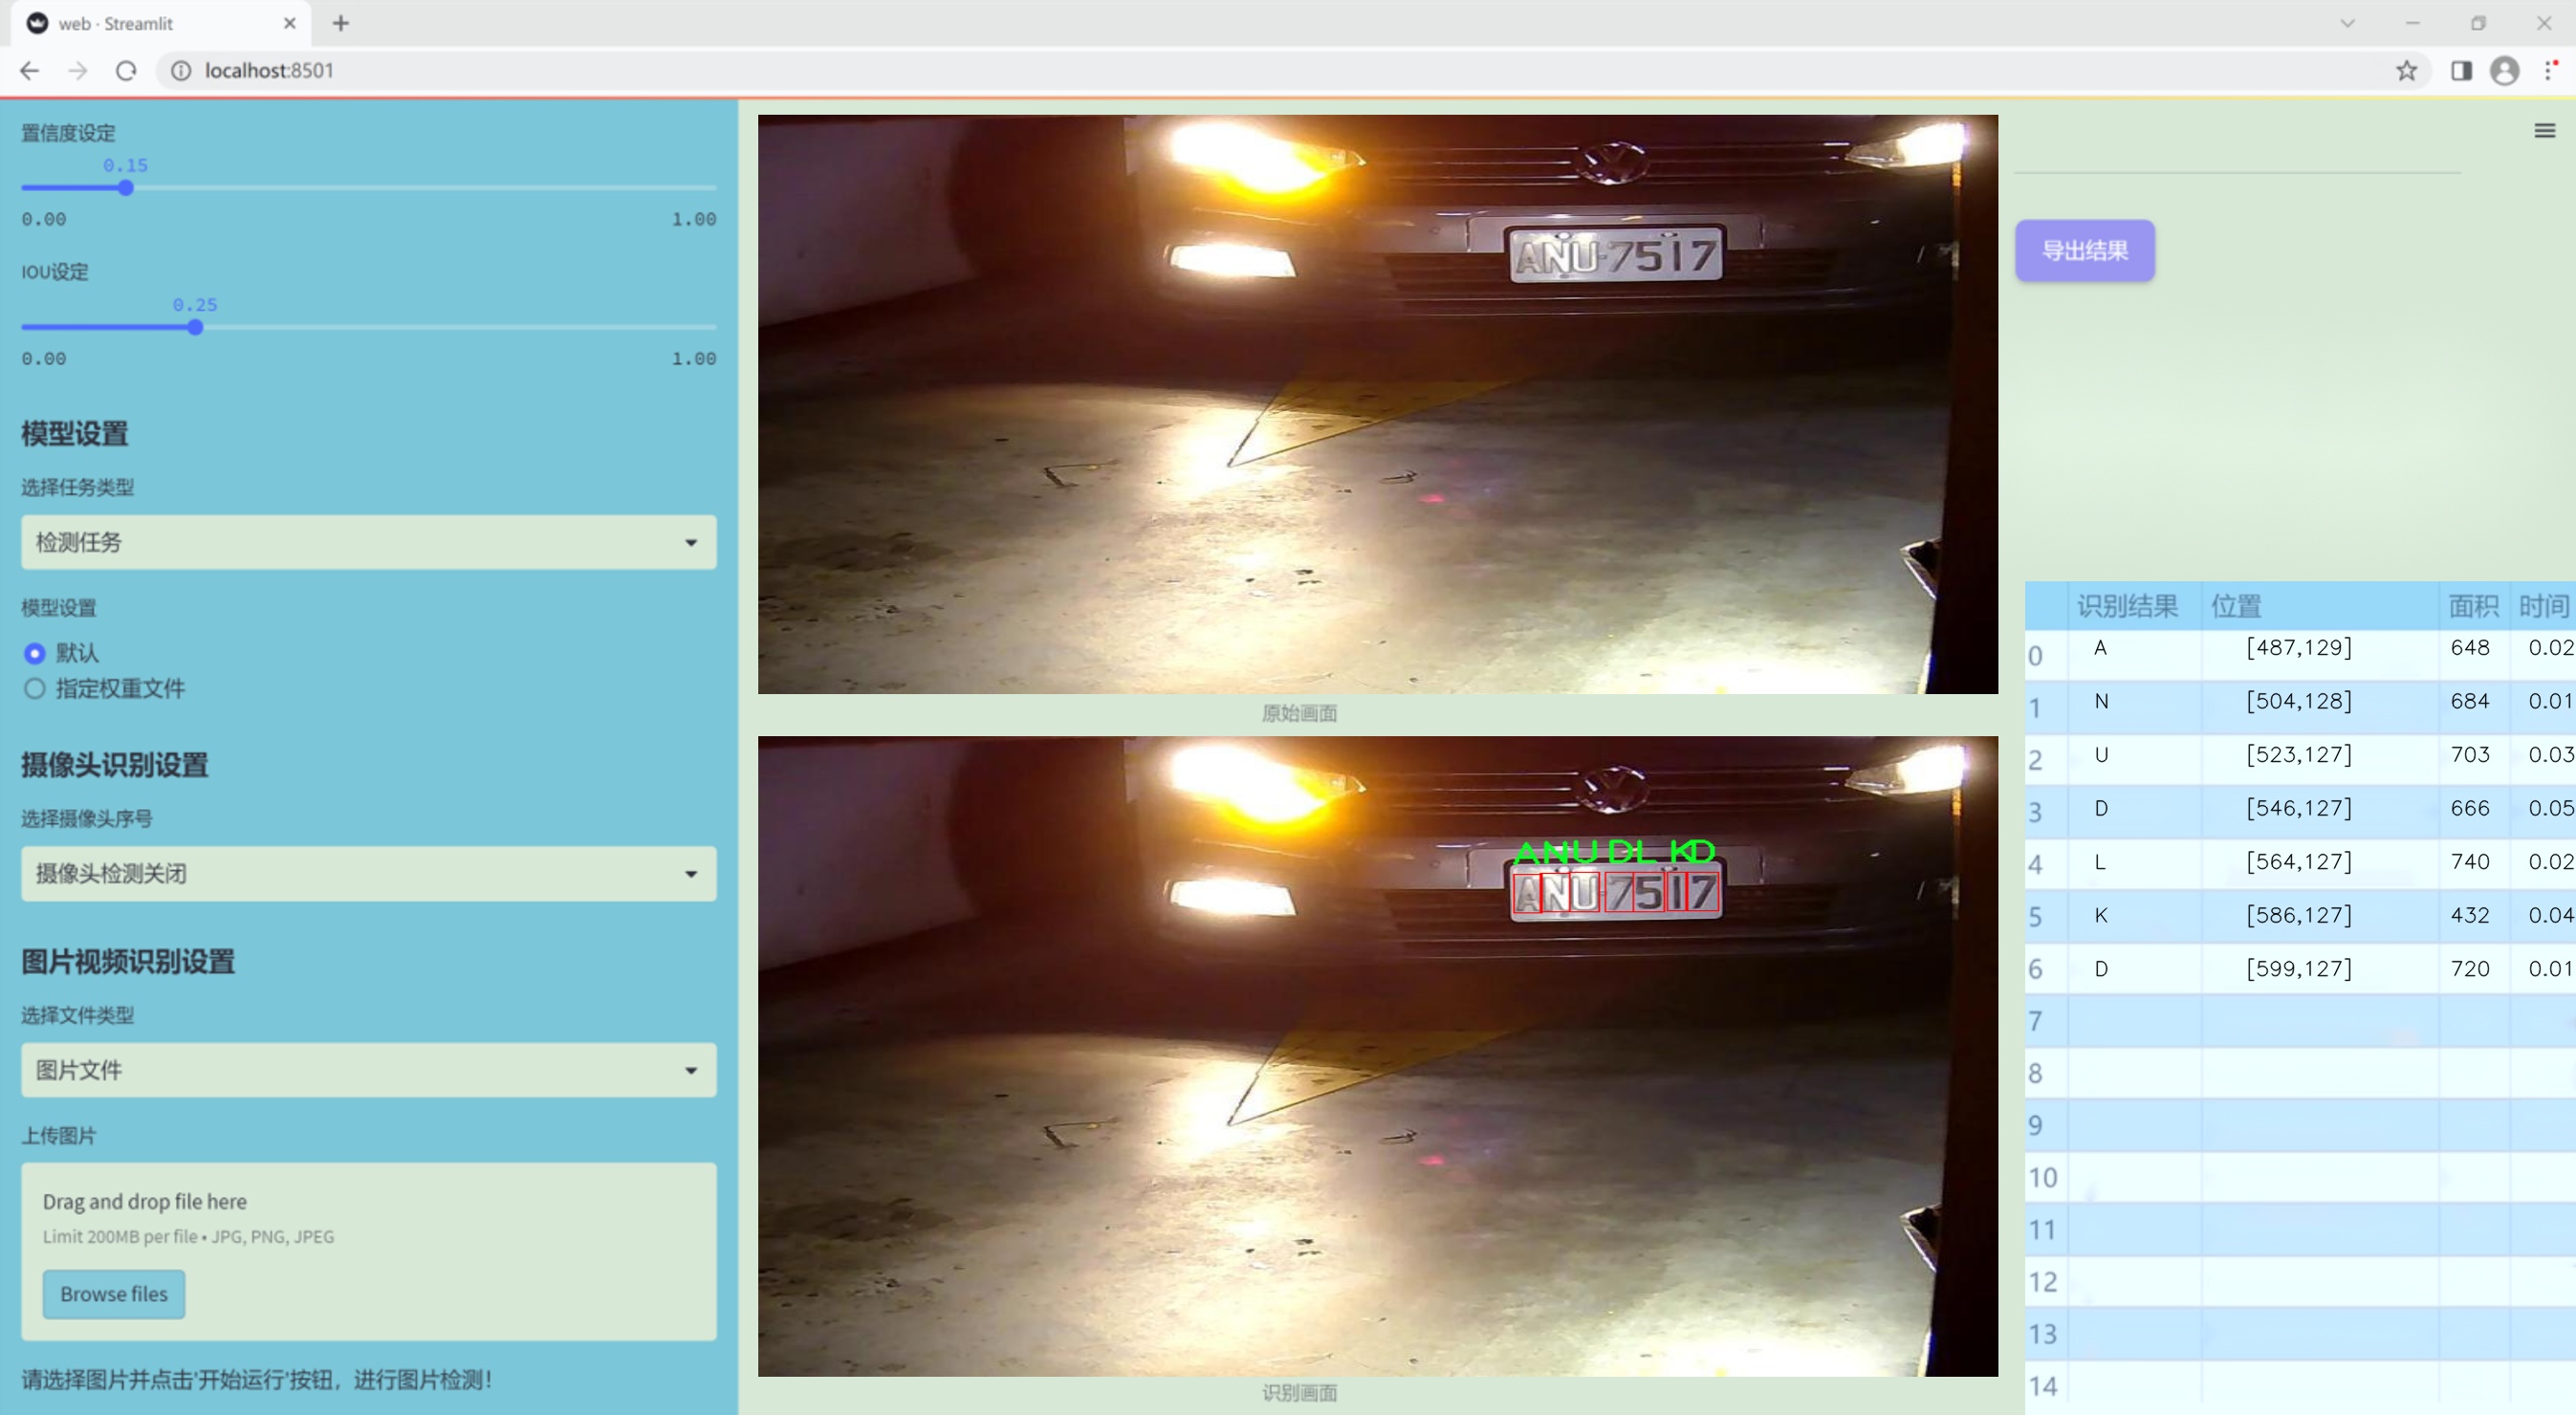 web · Streamlit
localhost:8501
置信度设定
0.15
0.00 1.00
IOU设定
0.25
0.00 1.00
模型设置
选择任务类型
检测任务
模型设置
默认
指定权重文件
摄像头识别设置
选择摄像头序号
摄像头检测关闭
图片视频识别设置
选择文件类型
图片文件
上传图片
Drag and drop file here
Limit 200MB per file • JPG, PNG, JPEG
Browse files
请选择图片并点击'开始运行'按钮，进行图片检测！
ANU-7517
原始画面
ANU DL KD
ANU-7517
识别画面
导出结果
识别结果 位置 面积 时间
0 A [487,129] 648 0.02
1 N [504,128] 684 0.01
2 U [523,127] 703 0.03
3 D [546,127] 666 0.05
4 L [564,127] 740 0.02
5 K [586,127] 432 0.04
6 D [599,127] 720 0.01
7
8
9
10
11
12
13
14